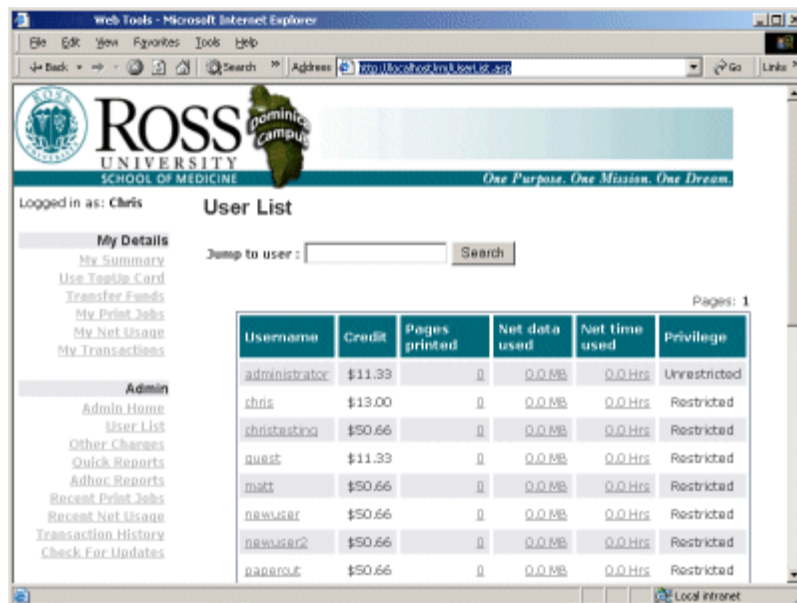 Web Tools - Microsoft Internet Explorer
File Edit View Favorites Tools Help
Back Search Address http://localhost/km/UserList.asp Go Links
ROSS
UNIVERSITY
SCHOOL OF MEDICINE
Dominica
Campus
One Purpose. One Mission. One Dream.
Logged in as: Chris
User List
My Details
Jump to user : Search
My Summary
Use TopUp Card
Transfer Funds
My Print Jobs
My Net Usage
My Transactions
Admin
Admin Home
User List
Other Charges
Quick Reports
Adhoc Reports
Recent Print Jobs
Recent Net Usage
Transaction History
Check For Updates
Pages: 1
Username Credit Pages printed Net data used Net time used Privilege
administrator $11.33 0 0.0 MB 0.0 Hrs Unrestricted
chris $13.00 0 0.0 MB 0.0 Hrs Restricted
christesting $50.66 0 0.0 MB 0.0 Hrs Restricted
guest $11.33 0 0.0 MB 0.0 Hrs Restricted
matt $50.66 0 0.0 MB 0.0 Hrs Restricted
newuser $50.66 0 0.0 MB 0.0 Hrs Restricted
newuser2 $50.66 0 0.0 MB 0.0 Hrs Restricted
papercut $50.66 0 0.0 MB 0.0 Hrs Restricted
Local intranet